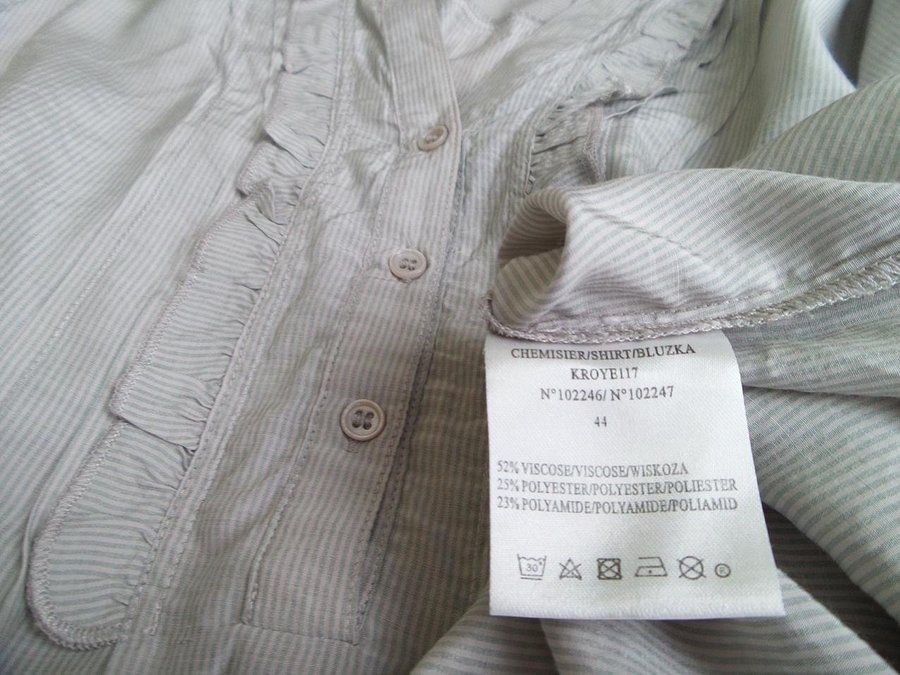 CHEMISIER/SHIRT/BLUZKA
KROYE117
N°102246/ N°102247
44
52% VISCOSE/VISCOSE/WISKOZA
25% POLYESTER/POLYESTER/POLIESTER
23% POLYAMIDE/POLYAMIDE/POLIAMID
30°